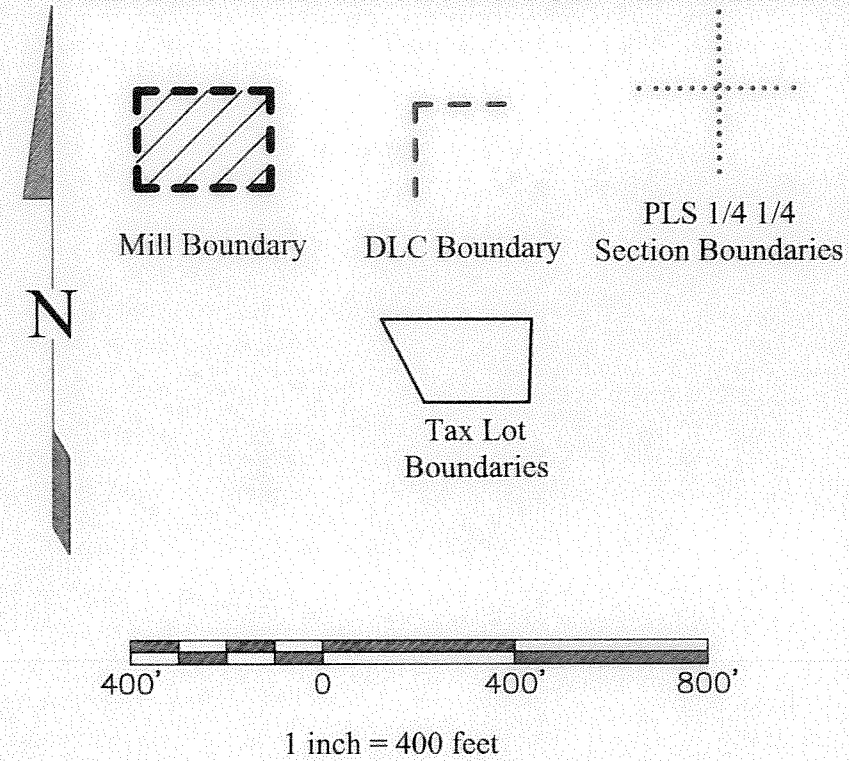 Mill Boundary
DLC Boundary
PLS 1/4 1/4
Section Boundaries
N
Tax Lot
Boundaries
400' 0 400' 800'
1 inch = 400 feet